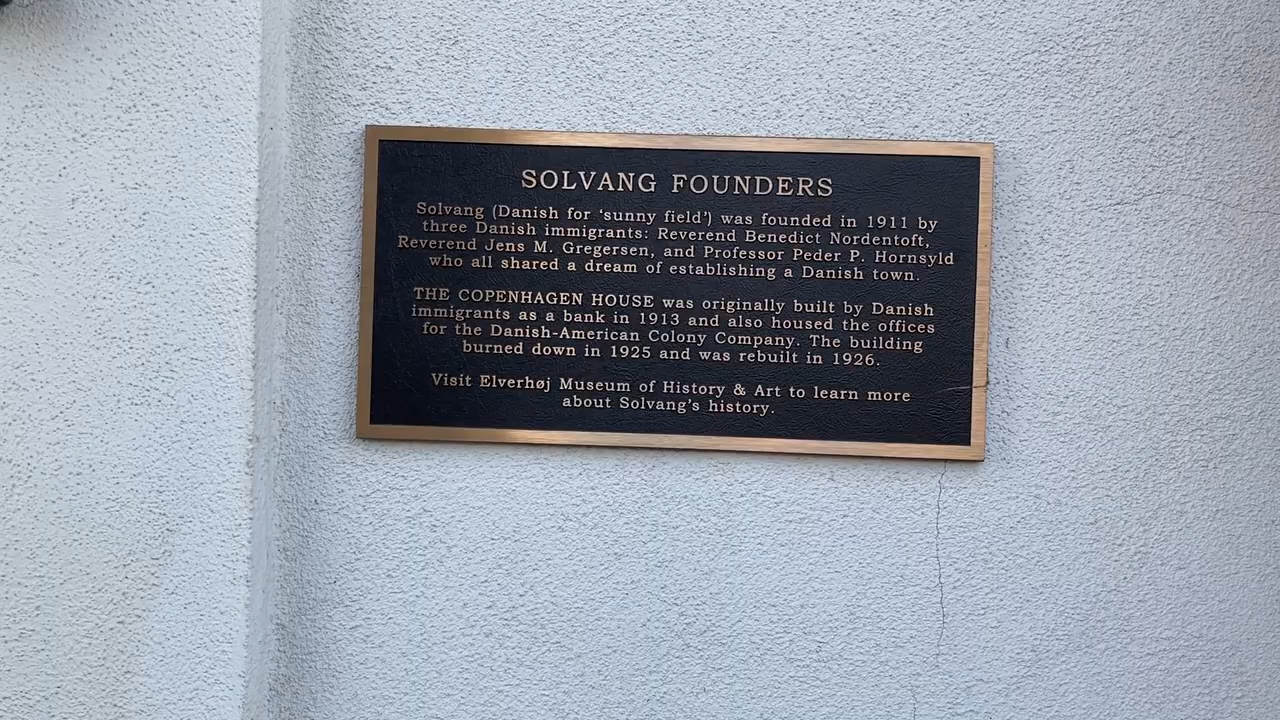 SOLVANG FOUNDERS
Solvang (Danish for ‘sunny field’) was founded in 1911 by
three Danish immigrants: Reverend Benedict Nordentoft,
Reverend Jens M. Gregersen, and Professor Peder P. Hornsyld
who all shared a dream of establishing a Danish town.
THE COPENHAGEN HOUSE was originally built by Danish
immigrants as a bank in 1913 and also housed the offices
for the Danish-American Colony Company. The building
burned down in 1925 and was rebuilt in 1926.
Visit Elverhøj Museum of History & Art to learn more
about Solvang’s history.